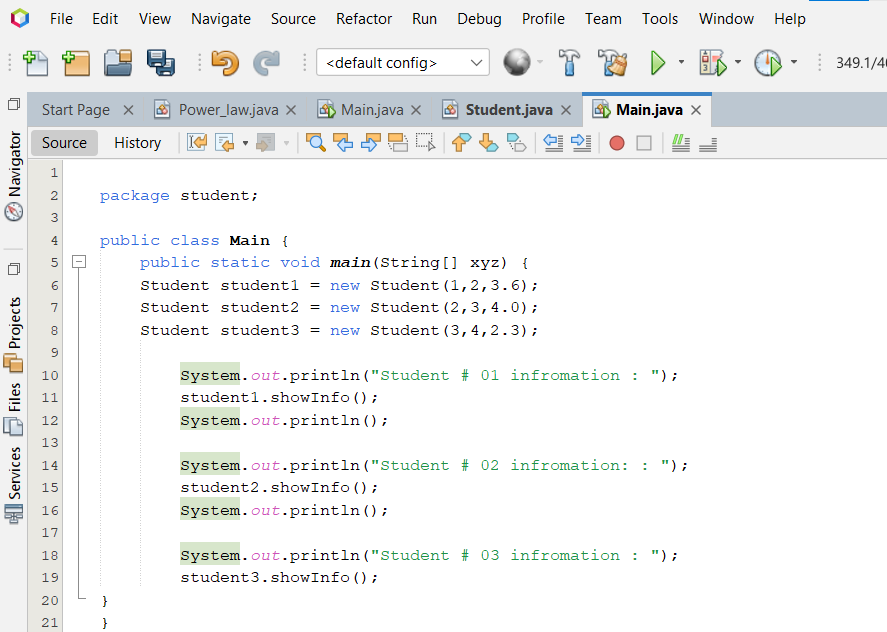 File Edit View Navigate Source Refactor Run Debug Profile Team Tools Window Help
<default config>
349.1/4
Start Page Power_law.java Main.java Student.java Main.java
Source History
Navigator
Projects
Files
Services
1
2 package student;
3
4 public class Main {
5 public static void main(String[] xyz) {
6 Student student1 = new Student(1,2,3.6);
7 Student student2 = new Student(2,3,4.0);
8 Student student3 = new Student(3,4,2.3);
9
10 System.out.println("Student # 01 infromation : ");
11 student1.showInfo();
12 System.out.println();
13
14 System.out.println("Student # 02 infromation: : ");
15 student2.showInfo();
16 System.out.println();
17
18 System.out.println("Student # 03 infromation : ");
19 student3.showInfo();
20 }
21 }